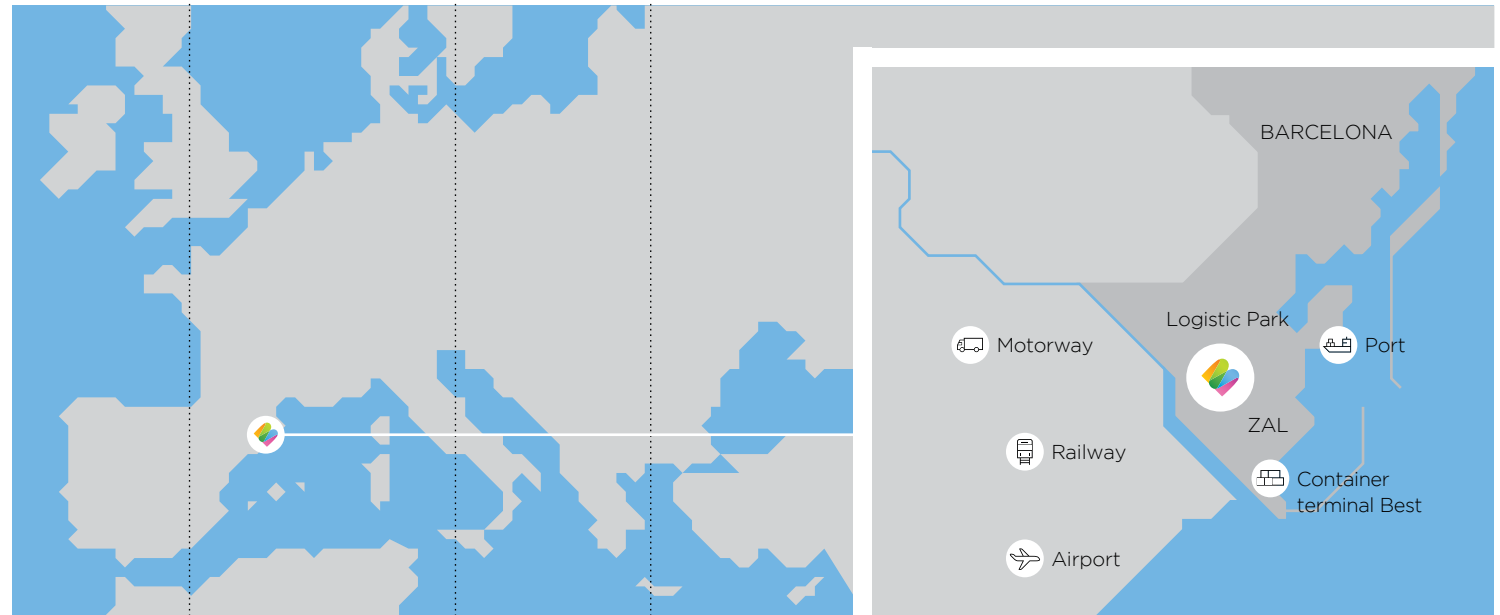 BARCELONA
Logistic Park
Motorway
Port
ZAL
Railway
Container
terminal Best
Airport